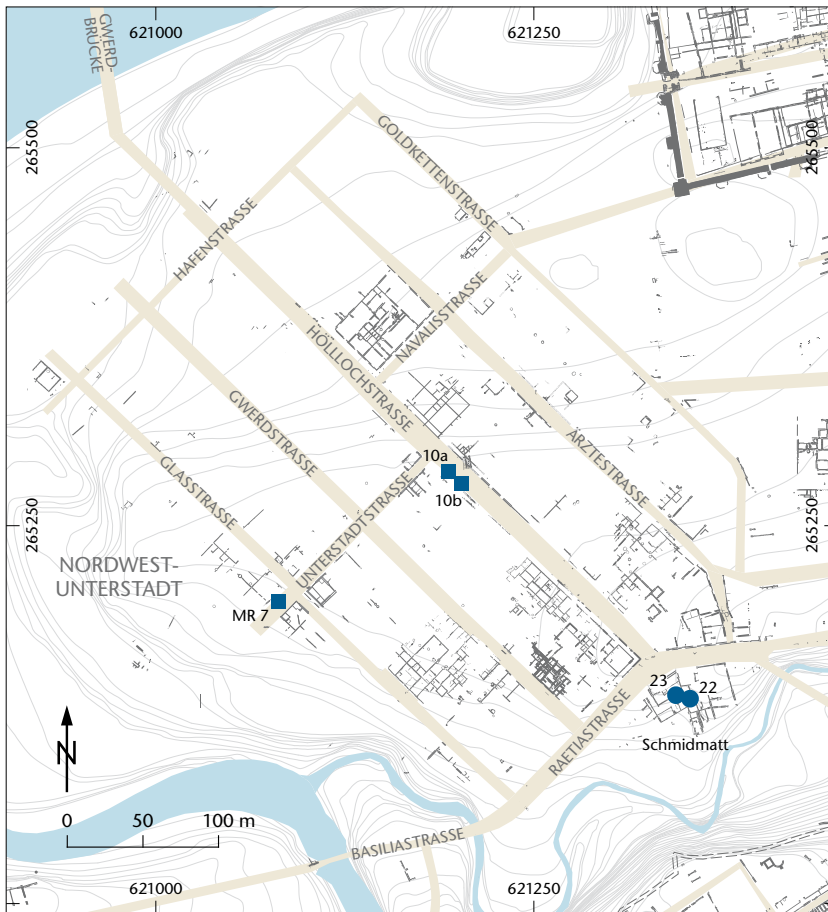 621000
621250
GWERD-
BRÜCKE
265500
265500
GOLDKETTENSTRASSE
HAFENSTRASSE
NAVALISSTRASSE
HÖLLLOCHSTRASSE
GWERDSTRASSE
ÄRZTESTRASSE
10a
10b
GLASSTRASSE
UNTERSTADTSTRASSE
265250
265250
NORDWEST-
UNTERSTADT
MR 7
RAETIASTRASSE
23
22
Schmidmatt
N
0 50 100 m
BASILIASTRASSE
621000
621250